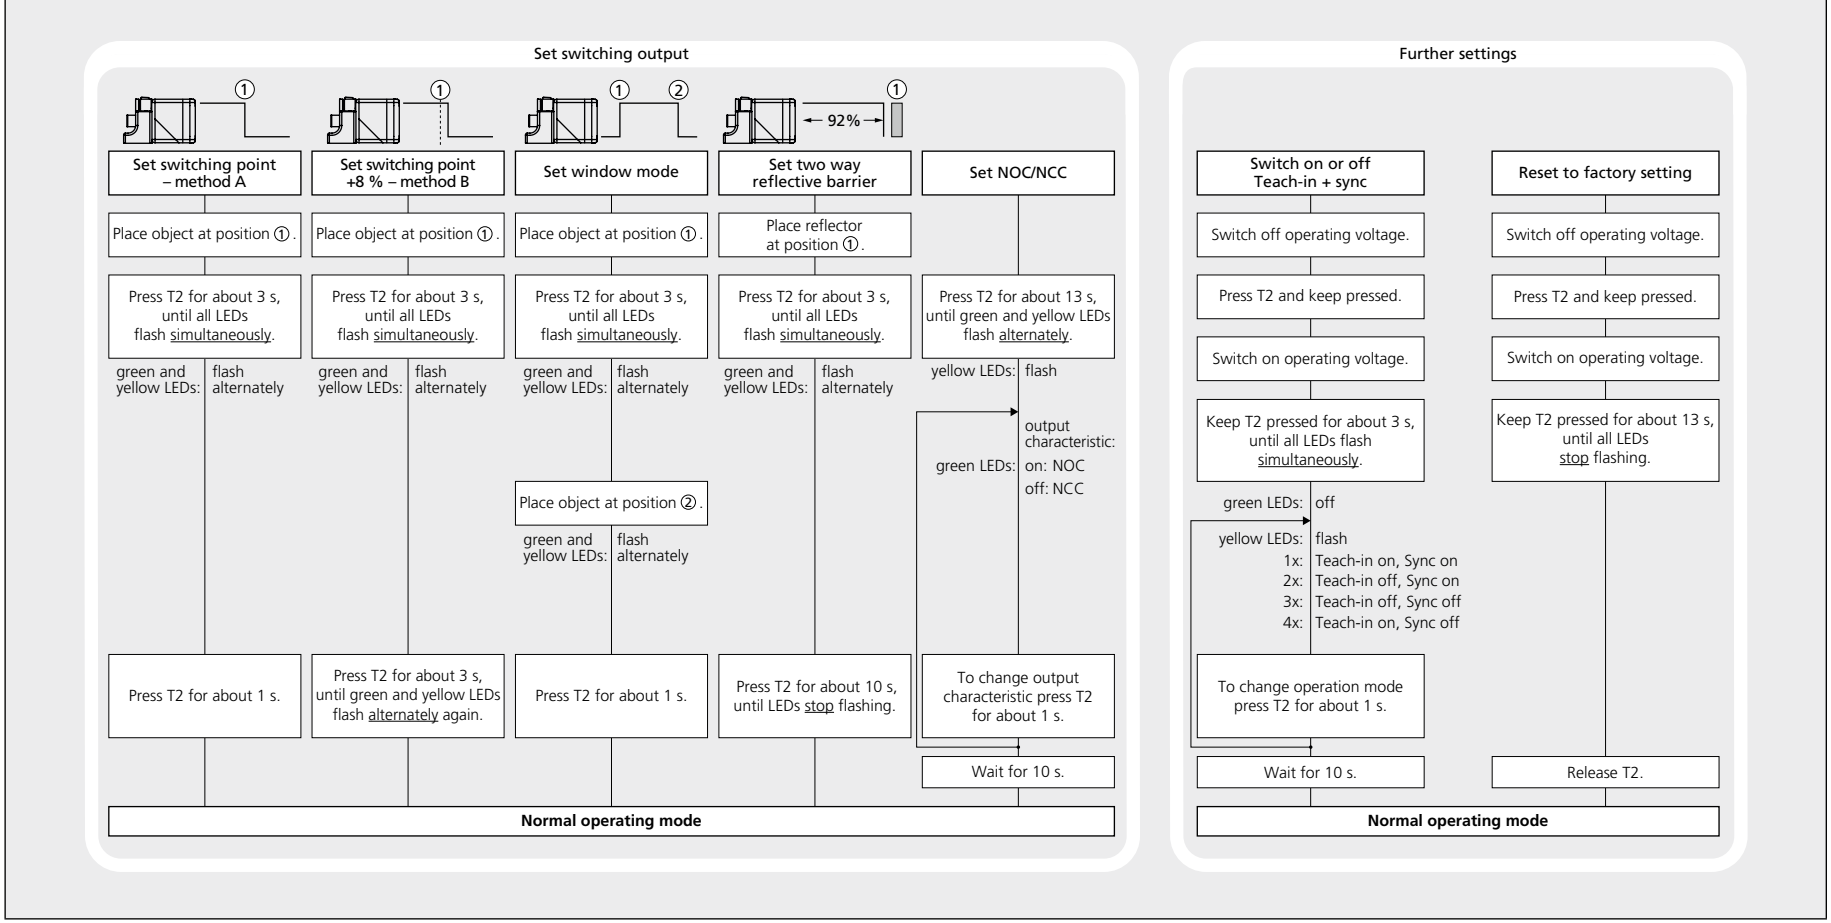 Set switching output
①
①
①
②
①
92%
Set switching point
– method A
Place object at position ①.
Press T2 for about 3 s,
until all LEDs
flash simultaneously.
green and
yellow LEDs:
flash
alternately
Press T2 for about 1 s.
Set switching point
+8 % – method B
Place object at position ①.
Press T2 for about 3 s,
until all LEDs
flash simultaneously.
green and
yellow LEDs:
flash
alternately
Press T2 for about 3 s,
until green and yellow LEDs
flash alternately again.
Set window mode
Place object at position ①.
Press T2 for about 3 s,
until all LEDs
flash simultaneously.
green and
yellow LEDs:
flash
alternately
Place object at position ②.
green and
yellow LEDs:
flash
alternately
Press T2 for about 1 s.
Set two way
reflective barrier
Place reflector
at position ①.
Press T2 for about 3 s,
until all LEDs
flash simultaneously.
green and
yellow LEDs:
flash
alternately
Press T2 for about 10 s,
until LEDs stop flashing.
Set NOC/NCC
Press T2 for about 13 s,
until green and yellow LEDs
flash alternately.
yellow LEDs: flash
output
characteristic:
green LEDs: on: NOC
off: NCC
To change output
characteristic press T2
for about 1 s.
Wait for 10 s.
Normal operating mode
Further settings
Switch on or off
Teach-in + sync
Switch off operating voltage.
Press T2 and keep pressed.
Switch on operating voltage.
Keep T2 pressed for about 3 s,
until all LEDs flash
simultaneously.
green LEDs: off
yellow LEDs: flash
1x: Teach-in on, Sync on
2x: Teach-in off, Sync on
3x: Teach-in off, Sync off
4x: Teach-in on, Sync off
To change operation mode
press T2 for about 1 s.
Wait for 10 s.
Reset to factory setting
Switch off operating voltage.
Press T2 and keep pressed.
Switch on operating voltage.
Keep T2 pressed for about 13 s,
until all LEDs
stop flashing.
Release T2.
Normal operating mode